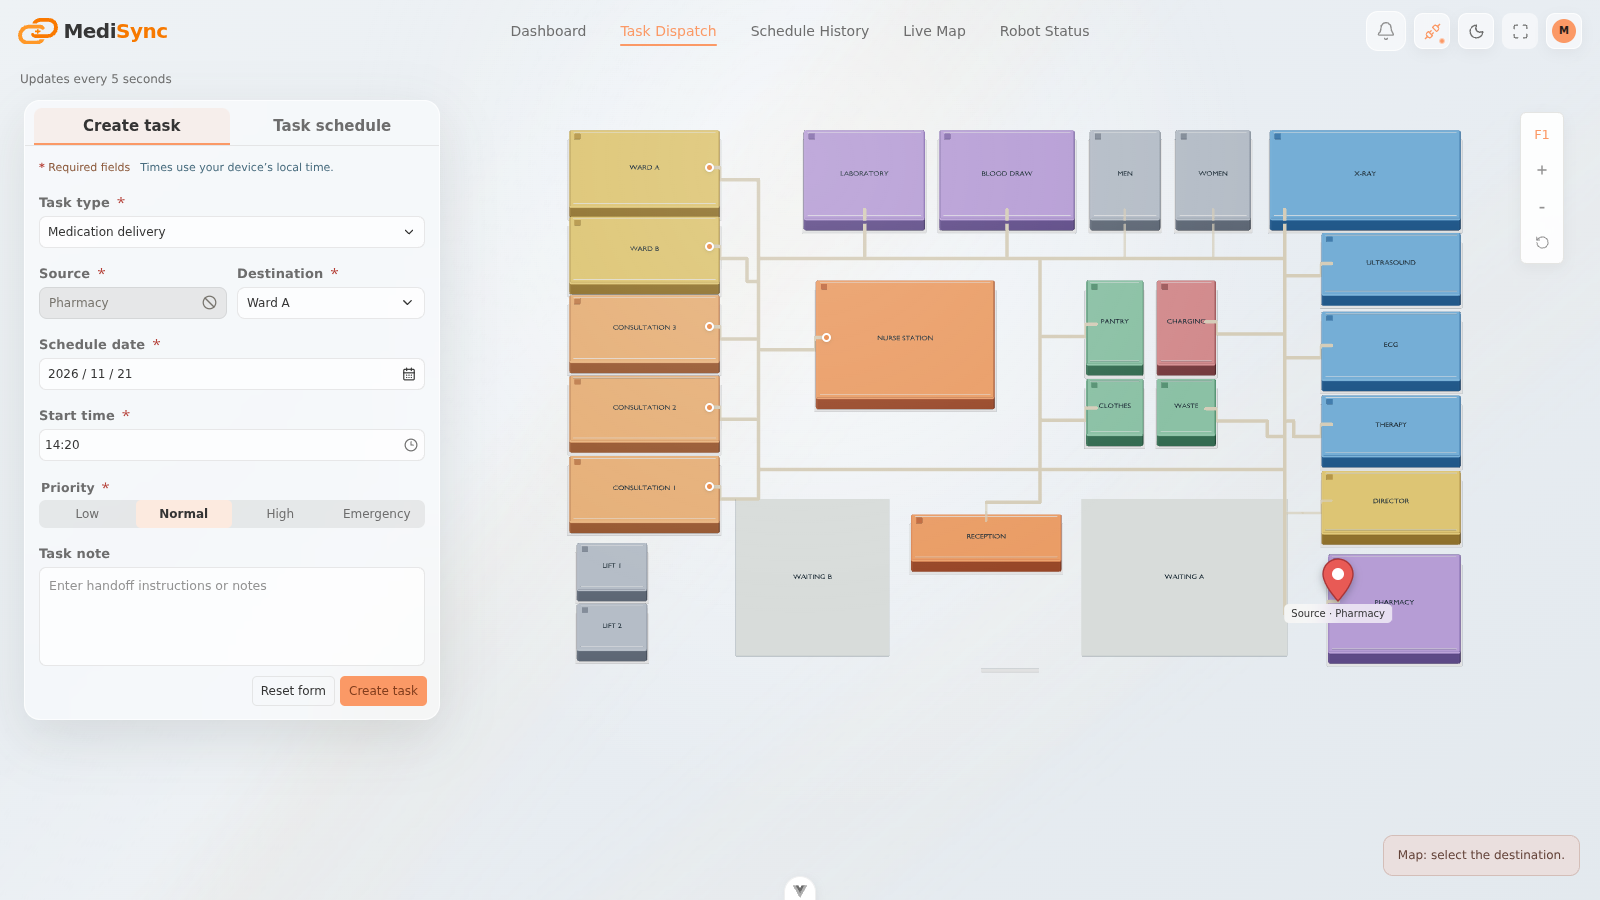 MediSync
Dashboard
Task Dispatch
Schedule History
Live Map
Robot Status
M
Updates every 5 seconds
Create task
Task schedule
* Required fields Times use your device's local time.
Task type *
Medication delivery
Source *
Destination *
Pharmacy
Ward A
Schedule date *
2026 / 11 / 21
Start time *
14:20
Priority *
Low
Normal
High
Emergency
Task note
Enter handoff instructions or notes
Reset form
Create task
WARD A
LABORATORY
BLOOD DRAW
MEN
WOMEN
X-RAY
WARD B
ULTRASOUND
CONSULTATION 3
NURSE STATION
PANTRY
CHARGING
ECG
CONSULTATION 2
CLOTHES
WASTE
THERAPY
CONSULTATION 1
DIRECTOR
RECEPTION
LIFT 1
WAITING B
WAITING A
PHARMACY
Source · Pharmacy
LIFT 2
F1
+
-
Map: select the destination.